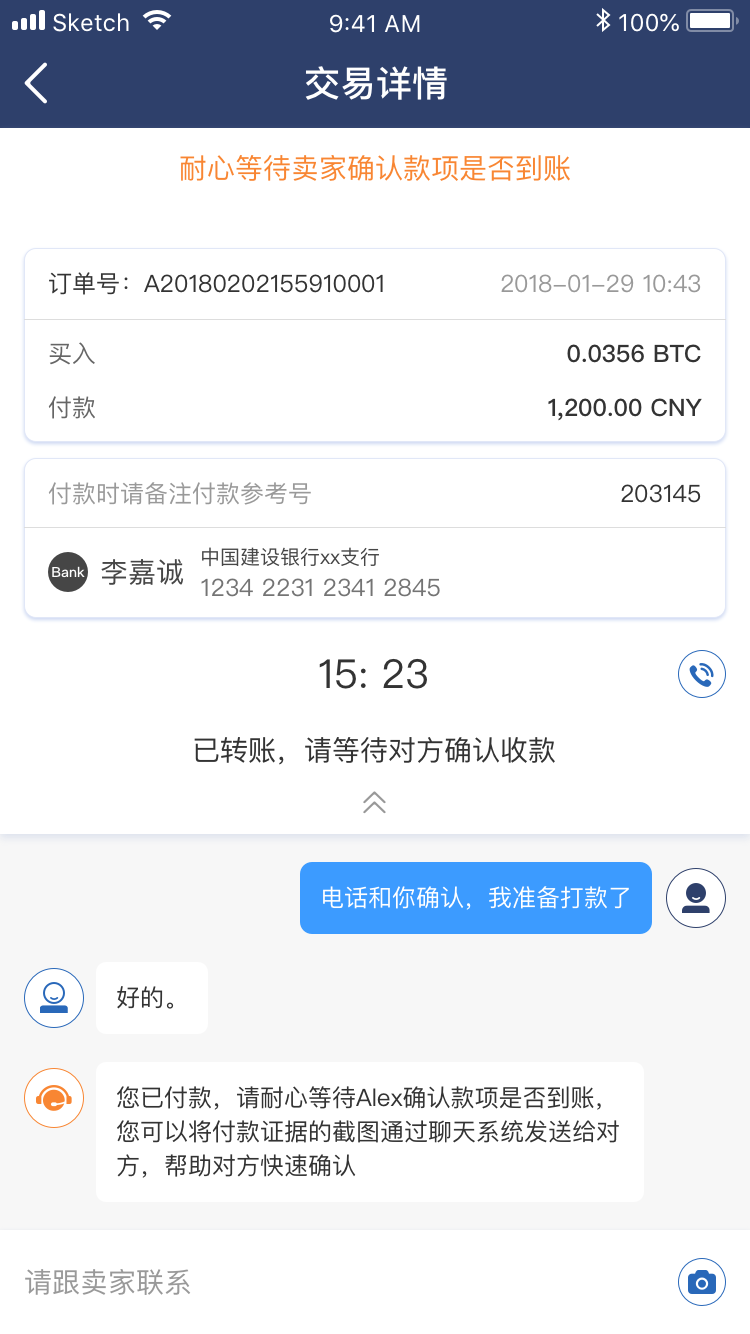 Sketch 9:41 AM 100%
交易详情
耐心等待卖家确认款项是否到账
订单号：A20180202155910001 2018-01-29 10:43
买入 0.0356 BTC
付款 1,200.00 CNY
付款时请备注付款参考号 203145
Bank 李嘉诚 中国建设银行xx支行
1234 2231 2341 2845
15: 23
已转账，请等待对方确认收款
电话和你确认，我准备打款了
好的。
您已付款，请耐心等待Alex确认款项是否到账，
您可以将付款证据的截图通过聊天系统发送给对
方，帮助对方快速确认
请跟卖家联系